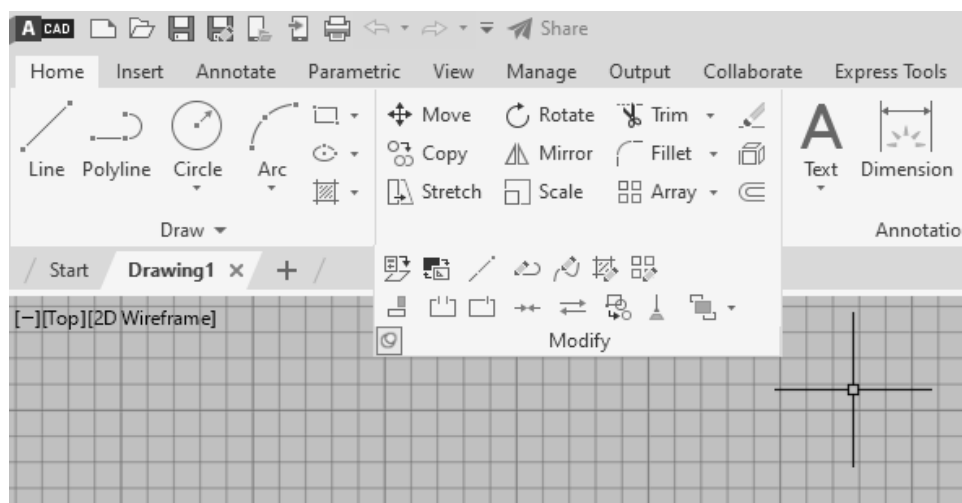 A CAD Share
Home Insert Annotate Parametric View Manage Output Collaborate Express Tools
Move Rotate Trim
Copy Mirror Fillet
Line Polyline Circle Arc Text Dimension
Stretch Scale Array
Draw Annotatio
Start Drawing1
[−][Top][2D Wireframe]
Modify